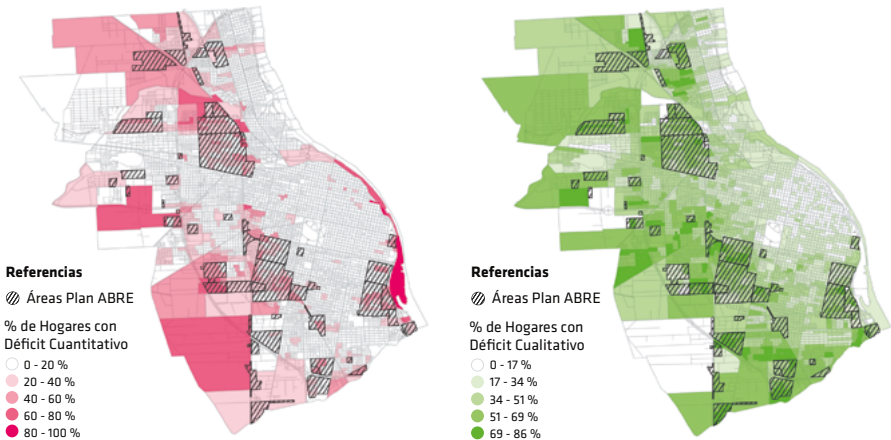 Referencias
Áreas Plan ABRE
% de Hogares con
Déficit Cuantitativo
0 - 20 %
20 - 40 %
40 - 60 %
60 - 80 %
80 - 100 %
Referencias
Áreas Plan ABRE
% de Hogares con
Déficit Cualitativo
0 - 17 %
17 - 34 %
34 - 51 %
51 - 69 %
69 - 86 %